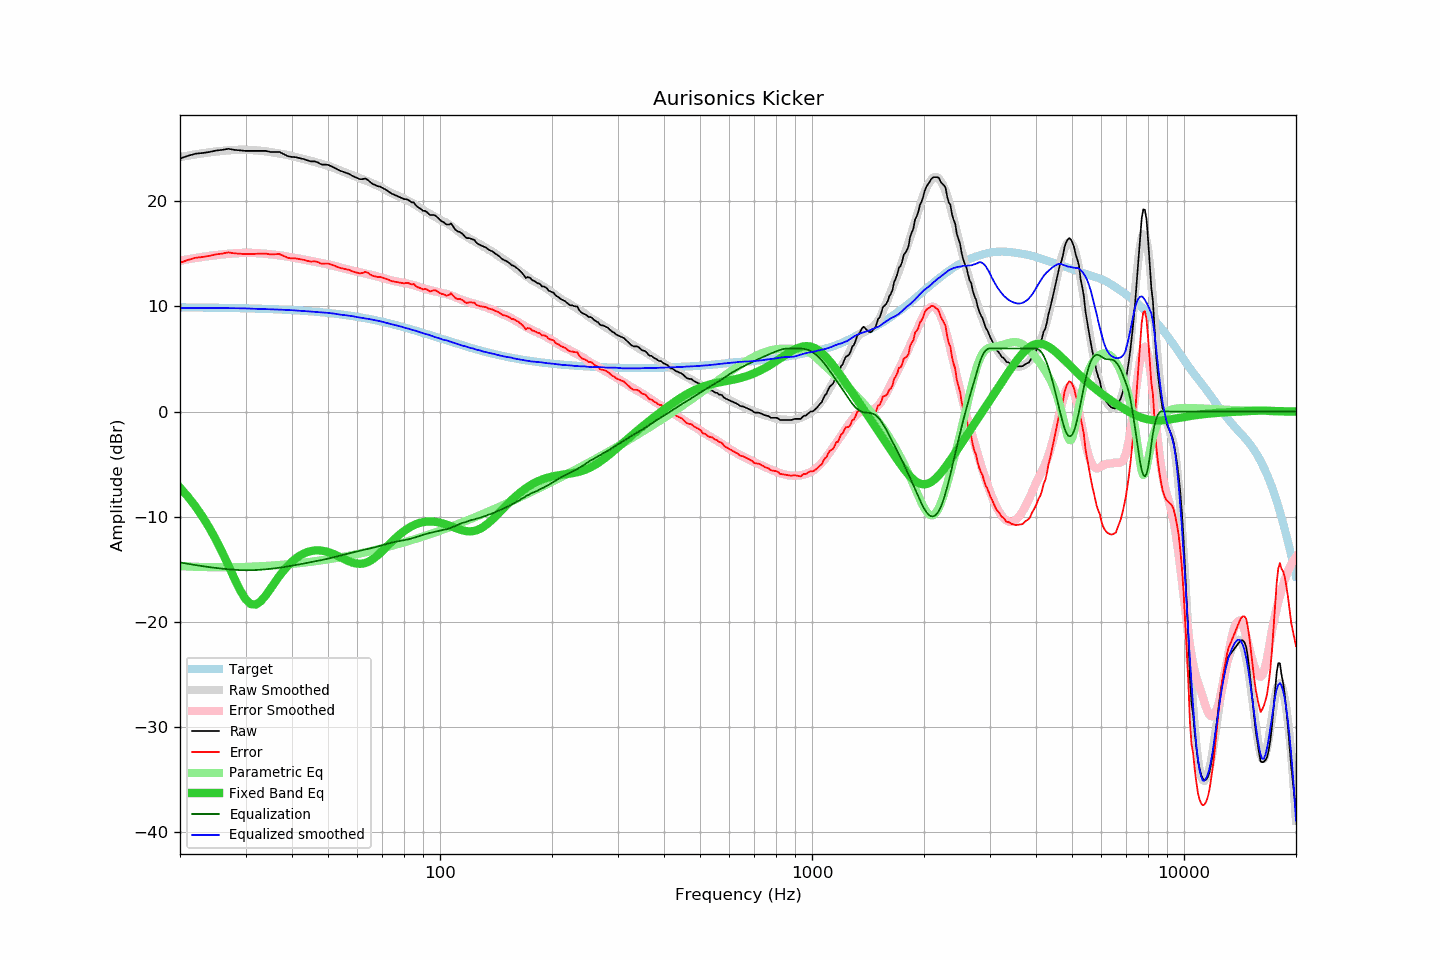 Aurisonics Kicker
Amplitude (dBr)
20
10
0
−10
−20
−30
−40
Target
Raw Smoothed
Error Smoothed
Raw
Error
Parametric Eq
Fixed Band Eq
Equalization
Equalized smoothed
100
1000
10000
Frequency (Hz)